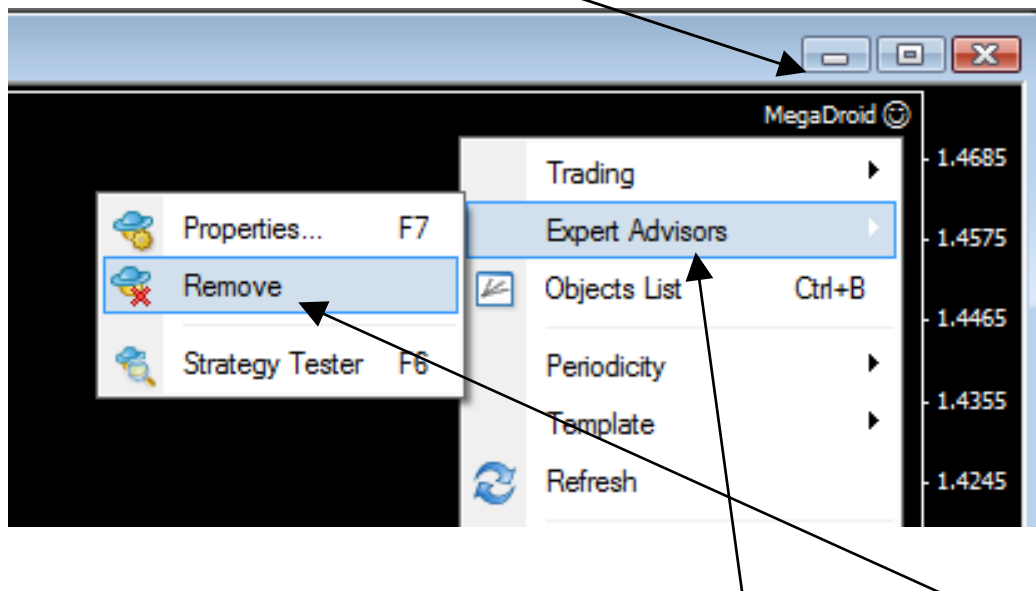 MegaDroid
Trading
1.4685
Properties... F7
Expert Advisors
1.4575
Remove
Objects List Ctrl+B
1.4465
Strategy Tester F6
Periodicity
1.4355
Template
Refresh
1.4245